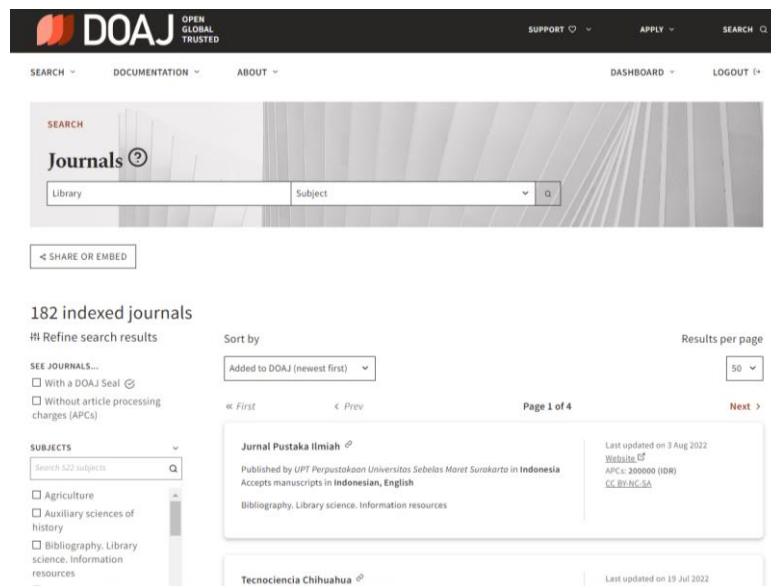 DOAJ
OPEN
GLOBAL
TRUSTED
SUPPORT
APPLY
SEARCH
SEARCH
DOCUMENTATION
ABOUT
DASHBOARD
LOGOUT
SEARCH
Journals ?
Library
Subject
SHARE OR EMBED
182 indexed journals
Refine search results
Sort by
Results per page
SEE JOURNALS...
With a DOAJ Seal
Without article processing
charges (APCs)
Added to DOAJ (newest first)
50
« First
< Prev
Page 1 of 4
Next >
SUBJECTS
Search 522 subjects
Agriculture
Auxiliary sciences of
history
Bibliography. Library
science. Information
resources
Jurnal Pustaka Ilmiah
Published by UPT Perpustakaan Universitas Sebelas Maret Surakarta in Indonesia
Accepts manuscripts in Indonesian, English
Bibliography. Library science. Information resources
Last updated on 3 Aug 2022
Website
APCs: 200000 (IDR)
CC BY-NC-SA
Tecnociencia Chihuahua
Last updated on 19 Jul 2022